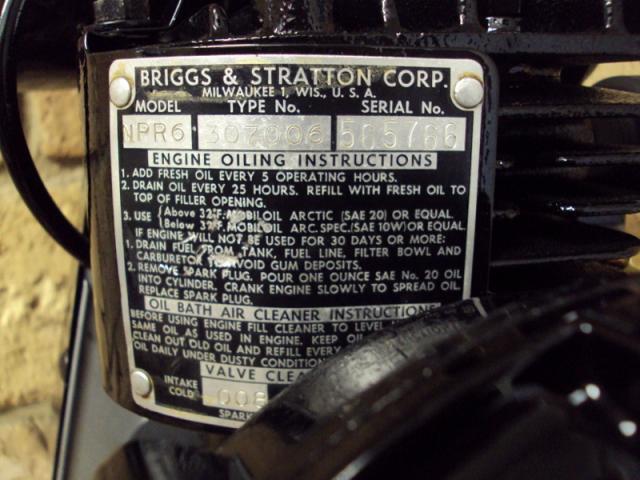 BRIGGS & STRATTON CORP.
MILWAUKEE 1, WIS., U. S. A.
MODEL TYPE No. SERIAL No.
NPR6 307906 565766
ENGINE OILING INSTRUCTIONS
1. ADD FRESH OIL EVERY 5 OPERATING HOURS.
2. DRAIN OIL EVERY 25 HOURS. REFILL WITH FRESH OIL TO
TOP OF FILLER OPENING.
3. USE { Above 32°F. MOBILOIL ARCTIC (SAE 20) OR EQUAL.
Below 32°F. MOBILOIL ARC. SPEC. (SAE 10W) OR EQUAL.
IF ENGINE WILL NOT BE USED FOR 30 DAYS OR MORE:
1. DRAIN FUEL FROM TANK, FUEL LINE, FILTER BOWL AND
CARBURETOR TO AVOID GUM DEPOSITS.
2. REMOVE SPARK PLUG. POUR ONE OUNCE SAE No. 20 OIL
INTO CYLINDER. CRANK ENGINE SLOWLY TO SPREAD OIL.
REPLACE SPARK PLUG.
OIL BATH AIR CLEANER INSTRUCTIONS
BEFORE USING ENGINE FILL CLEANER TO LEVEL
SAME OIL AS USED IN ENGINE. KEEP OIL
CLEAN OUT OLD OIL AND REFILL EVERY
OIL DAILY UNDER DUSTY CONDITION
VALVE CLEA
INTAKE
COLD .008
SPARK